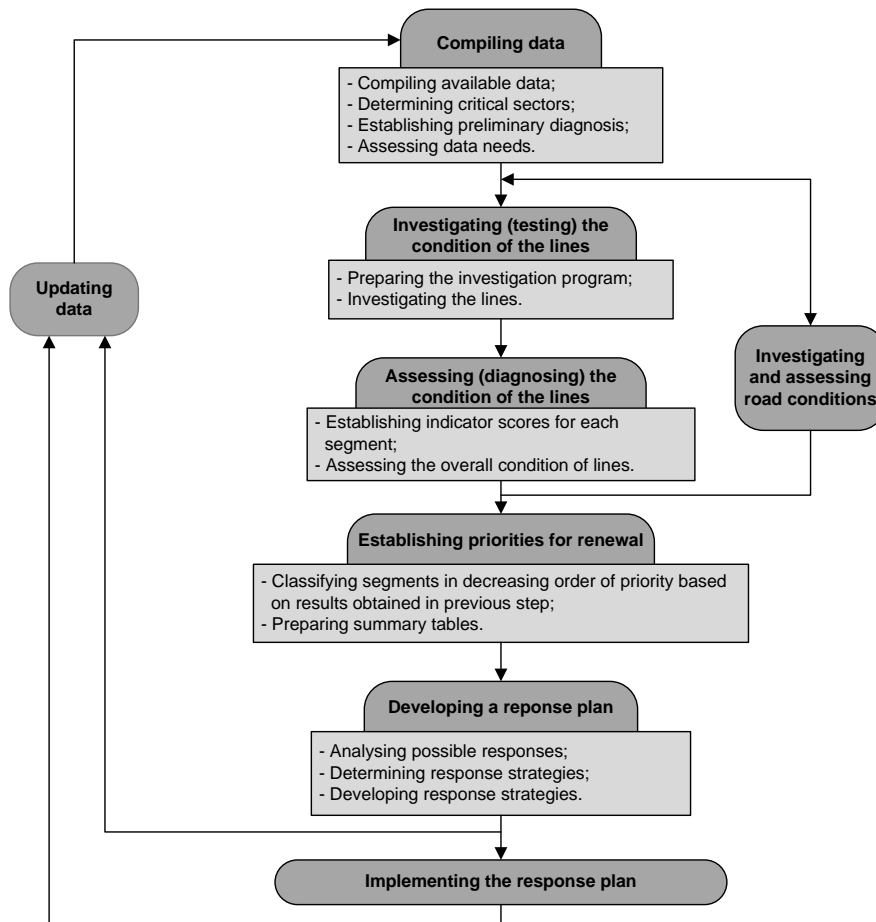 Compiling data
- Compiling available data;
- Determining critical sectors;
- Establishing preliminary diagnosis;
- Assessing data needs.
Investigating (testing) the
condition of the lines
- Preparing the investigation program;
- Investigating the lines.
Updating
data
Investigating
and assessing
road conditions
Assessing (diagnosing) the
condition of the lines
- Establishing indicator scores for each
segment;
- Assessing the overall condition of lines.
Establishing priorities for renewal
- Classifying segments in decreasing order of priority based
on results obtained in previous step;
- Preparing summary tables.
Developing a reponse plan
- Analysing possible responses;
- Determining response strategies;
- Developing response strategies.
Implementing the response plan